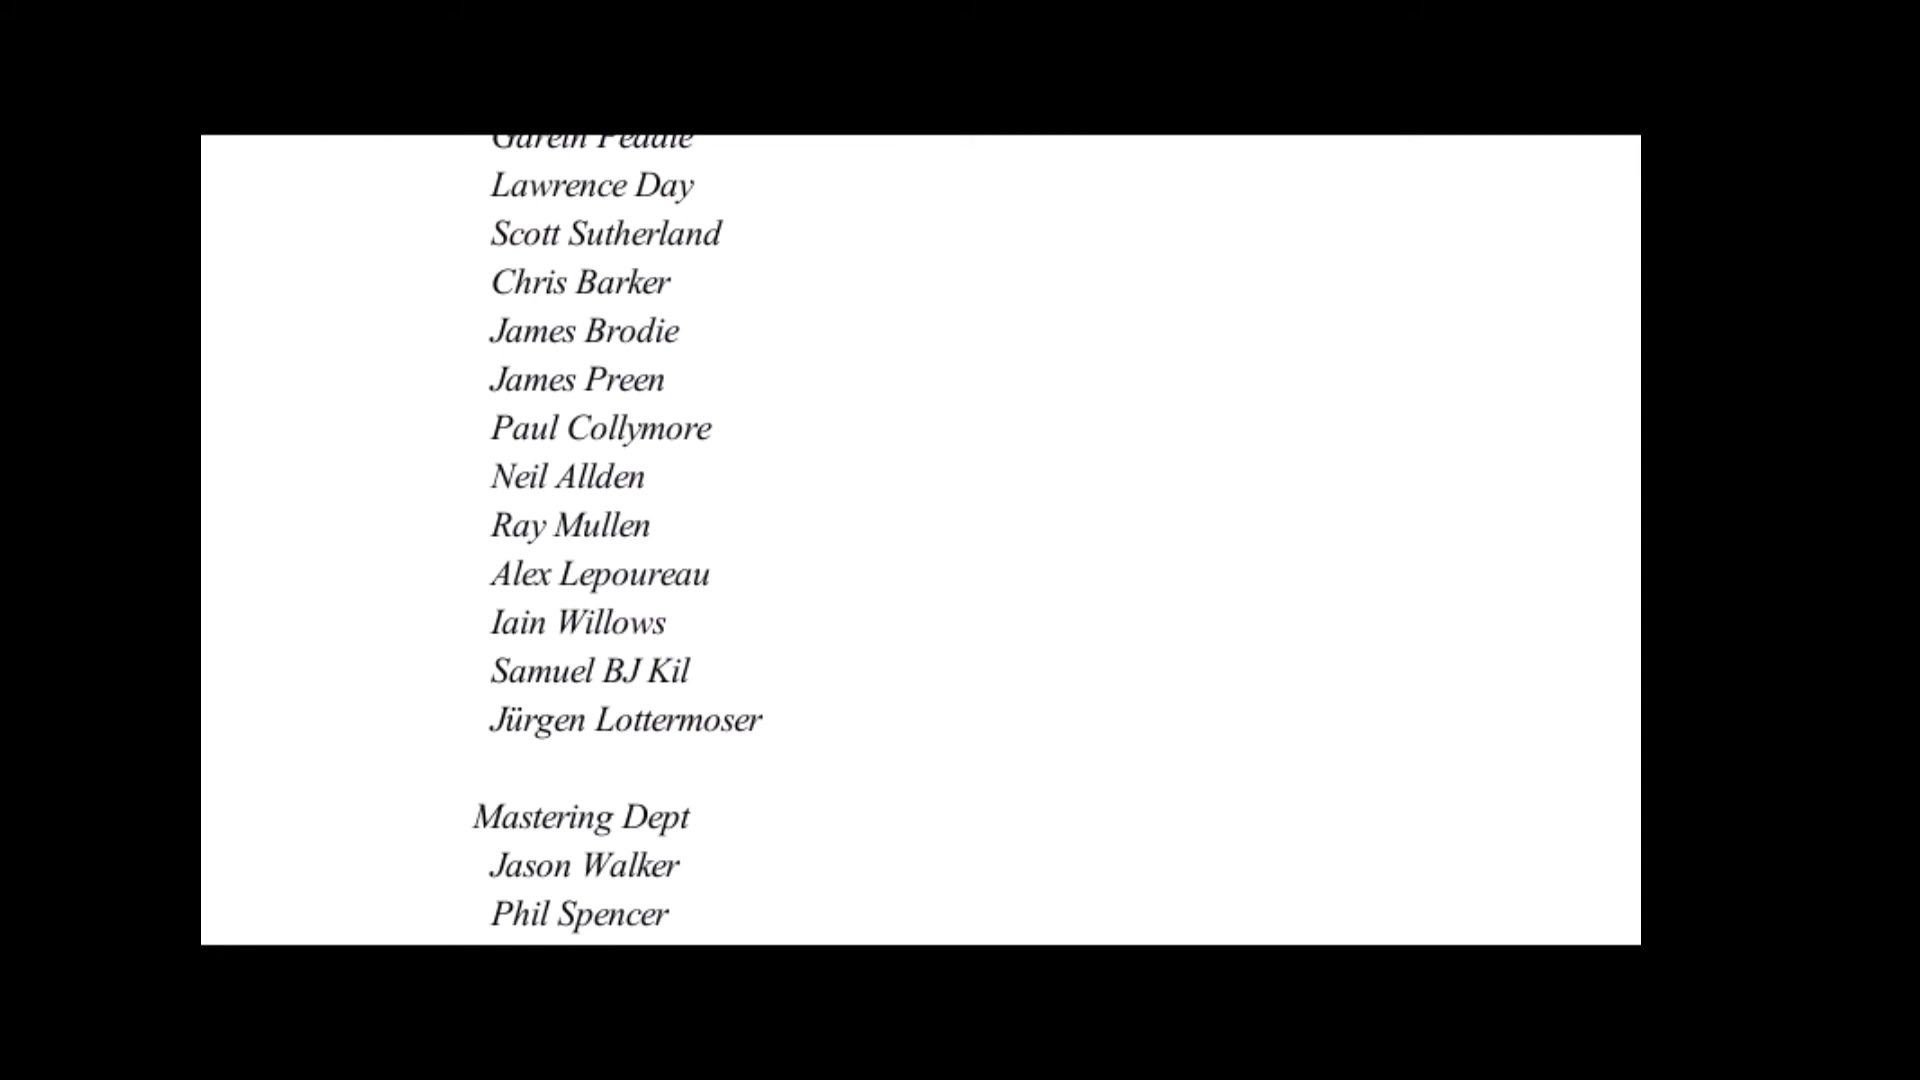 Lawrence Day
Scott Sutherland
Chris Barker
James Brodie
James Preen
Paul Collymore
Neil Allden
Ray Mullen
Alex Lepoureau
Iain Willows
Samuel BJ Kil
Jürgen Lottermoser
Mastering Dept
Jason Walker
Phil Spencer